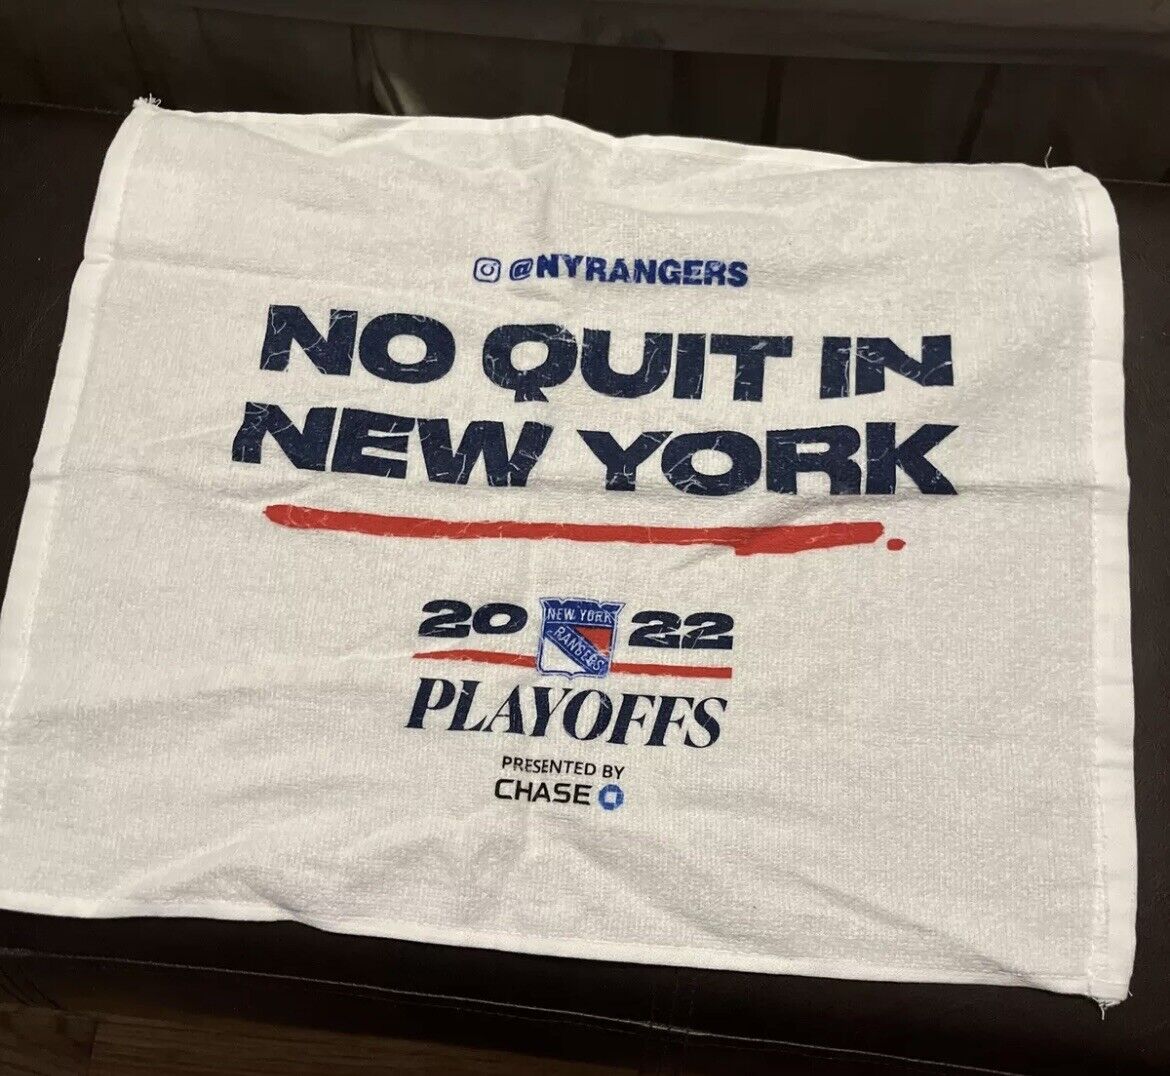 @NYRANGERS
NO QUIT IN
NEW YORK
20 NEW YORK RANGERS 22
PLAYOFFS
PRESENTED BY
CHASE